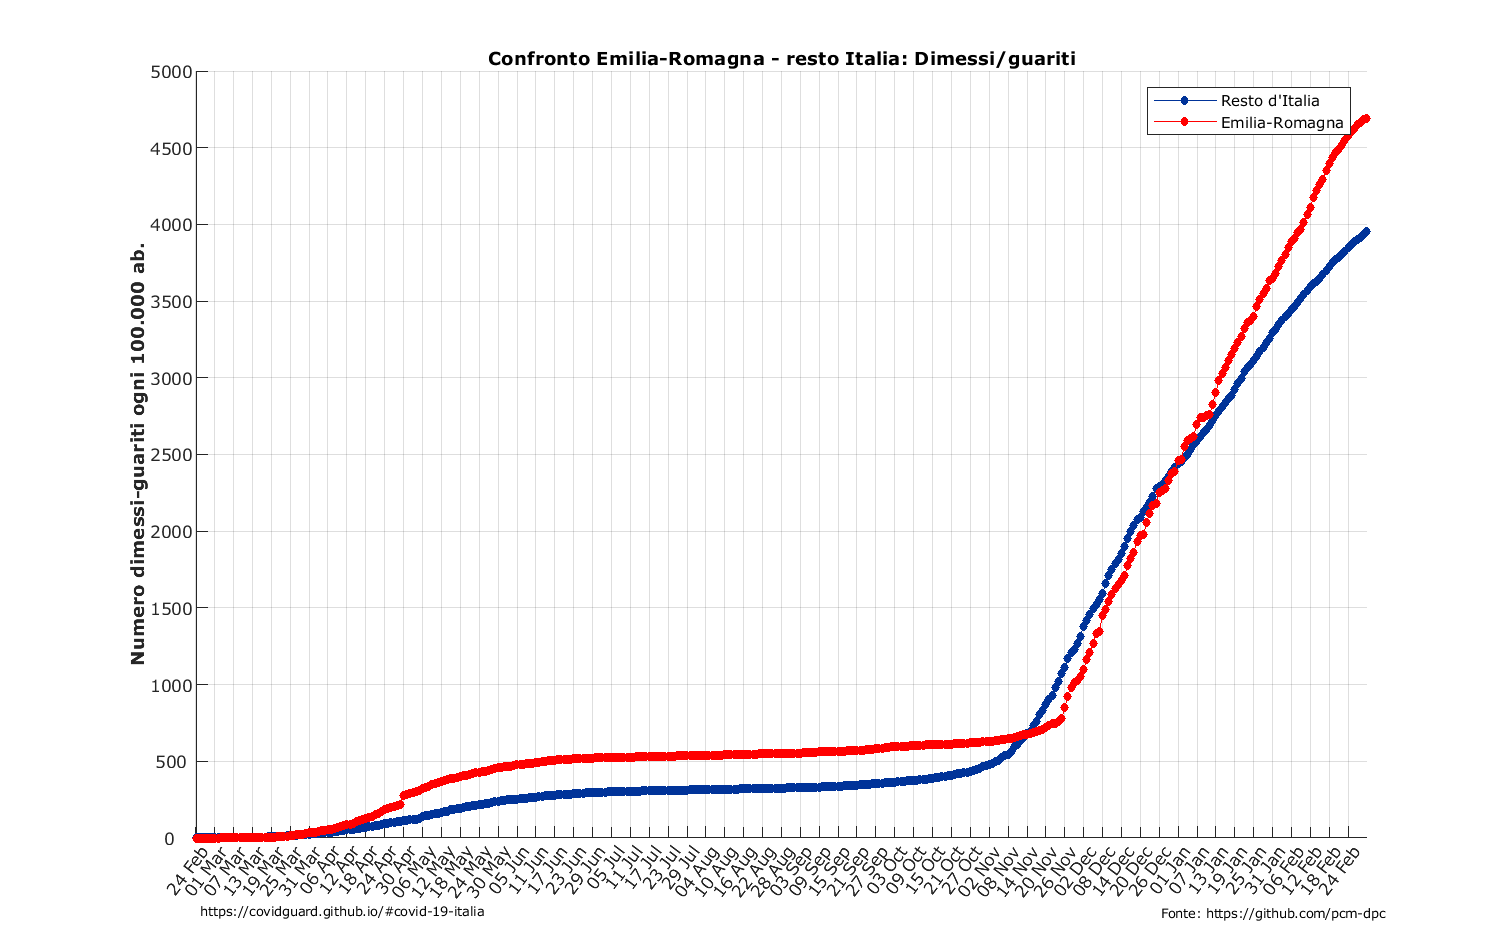 Confronto Emilia-Romagna - resto Italia: Dimessi/guariti
Resto d'Italia
Emilia-Romagna
Numero dimessi-guariti ogni 100.000 ab.
5000
4500
4000
3500
3000
2500
2000
1500
1000
500
0
24 Feb
01 Mar
07 Mar
13 Mar
19 Mar
25 Mar
31 Mar
06 Apr
12 Apr
18 Apr
24 Apr
30 Apr
06 May
12 May
18 May
24 May
30 May
05 Jun
11 Jun
17 Jun
23 Jun
29 Jun
05 Jul
11 Jul
17 Jul
23 Jul
29 Jul
04 Aug
10 Aug
16 Aug
22 Aug
28 Aug
03 Sep
09 Sep
15 Sep
21 Sep
27 Sep
03 Oct
09 Oct
15 Oct
21 Oct
27 Oct
02 Nov
08 Nov
14 Nov
20 Nov
26 Nov
02 Dec
08 Dec
14 Dec
20 Dec
26 Dec
01 Jan
07 Jan
13 Jan
19 Jan
25 Jan
31 Jan
06 Feb
12 Feb
18 Feb
24 Feb
https://covidguard.github.io/#covid-19-italia
Fonte: https://github.com/pcm-dpc